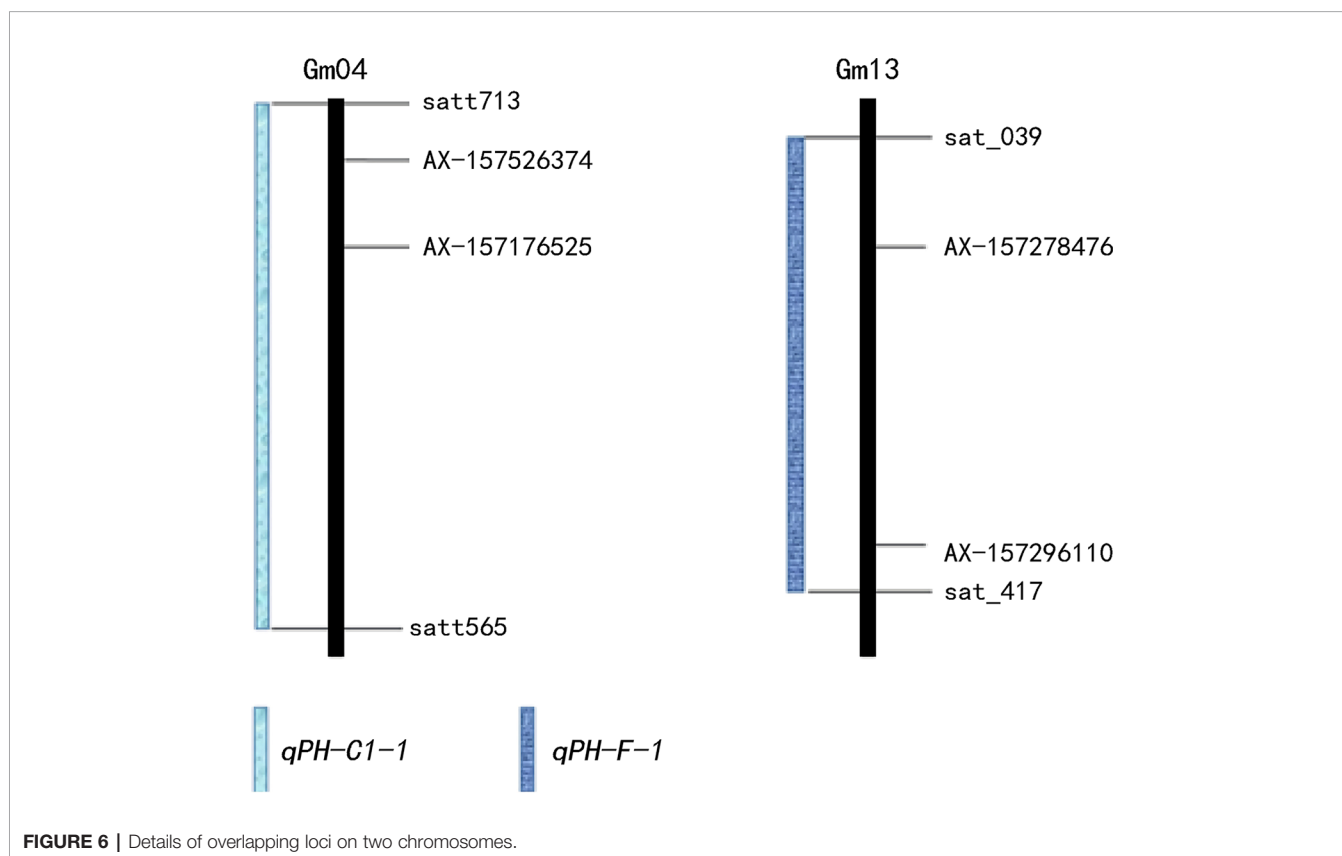 Gm04
satt713
AX-157526374
AX-157176525
satt565
Gm13
sat_039
AX-157278476
AX-157296110
sat_417
qPH-C1-1
qPH-F-1
FIGURE 6 | Details of overlapping loci on two chromosomes.